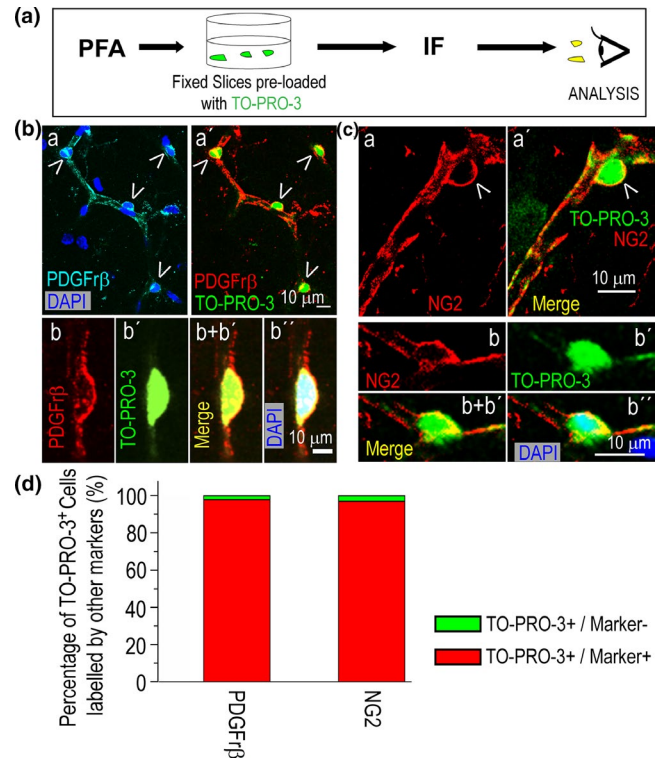 (a)
PFA
IF
Fixed Slices pre-loaded
with TO-PRO-3
ANALYSIS
(b)
a
PDGFrβ
DAPI
a´
PDGFrβ
TO-PRO-3
10 μm
b
PDGFrβ
b´
TO-PRO-3
b+b´
Merge
b´´
DAPI
10 μm
(c)
a
NG2
a´
TO-PRO-3
NG2
Merge
10 μm
b
NG2
b´
TO-PRO-3
b+b´
Merge
b´´
DAPI
10 μm
(d)
Percentage of TO-PRO-3+ Cells
labelled by other markers (%)
100
80
60
40
20
0
PDGFrβ
NG2
TO-PRO-3+ / Marker-
TO-PRO-3+ / Marker+